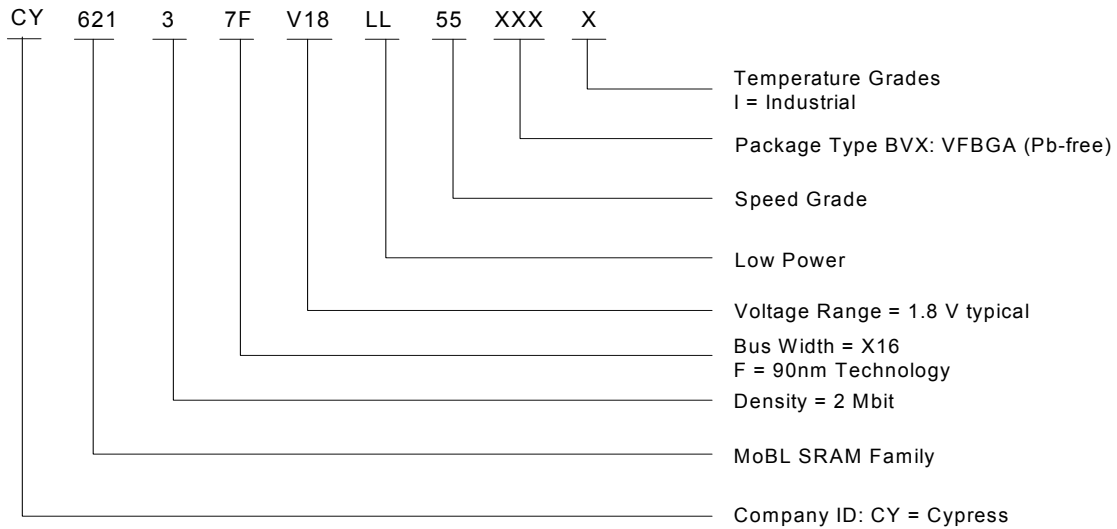 CY 621 3 7F V18 LL 55 XXX X
Temperature Grades
I = Industrial
Package Type BVX: VFBGA (Pb-free)
Speed Grade
Low Power
Voltage Range = 1.8 V typical
Bus Width = X16
F = 90nm Technology
Density = 2 Mbit
MoBL SRAM Family
Company ID: CY = Cypress